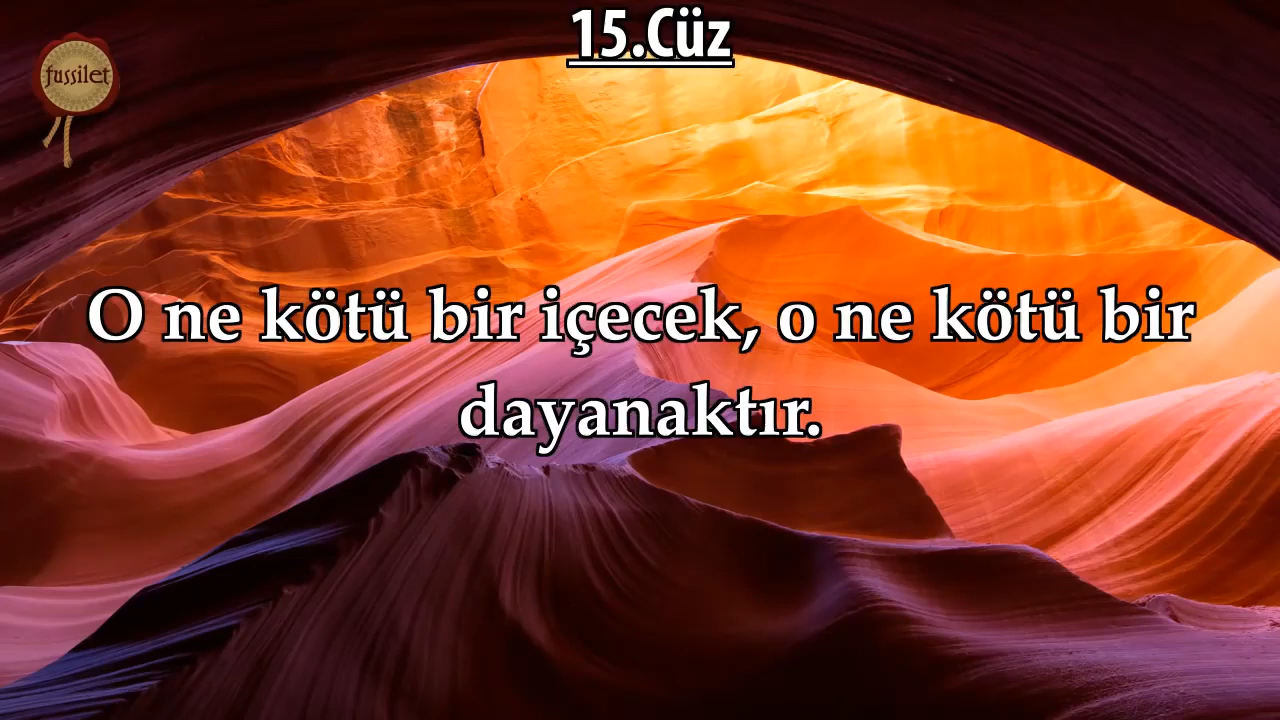 15.Cüz
fussilet
O ne kötü bir içecek, o ne kötü bir
dayanaktır.